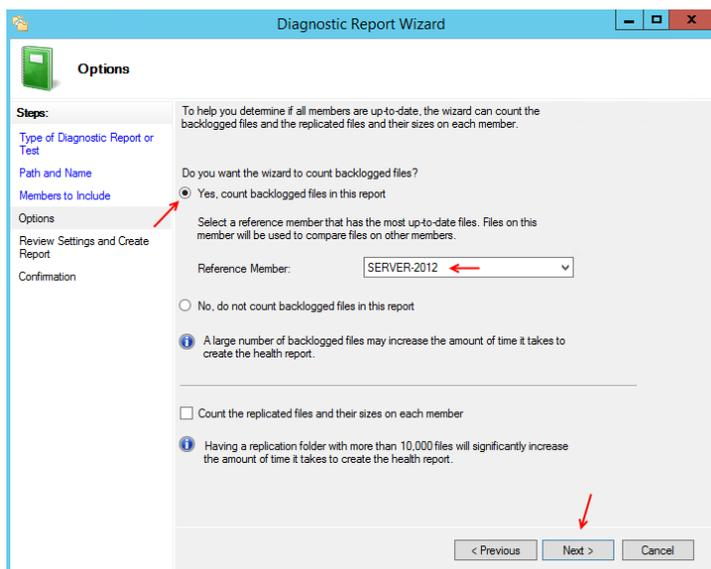 Diagnostic Report Wizard
Options
Steps:
Type of Diagnostic Report or
Test
Path and Name
Members to Include
Options
Review Settings and Create
Report
Confirmation
To help you determine if all members are up-to-date, the wizard can count the
backlogged files and the replicated files and their sizes on each member.
Do you want the wizard to count backlogged files?
Yes, count backlogged files in this report
Select a reference member that has the most up-to-date files. Files on this
member will be used to compare files on other members.
Reference Member: SERVER-2012
No, do not count backlogged files in this report
A large number of backlogged files may increase the amount of time it takes to
create the health report.
Count the replicated files and their sizes on each member
Having a replication folder with more than 10,000 files will significantly increase
the amount of time it takes to create the health report.
< Previous Next > Cancel